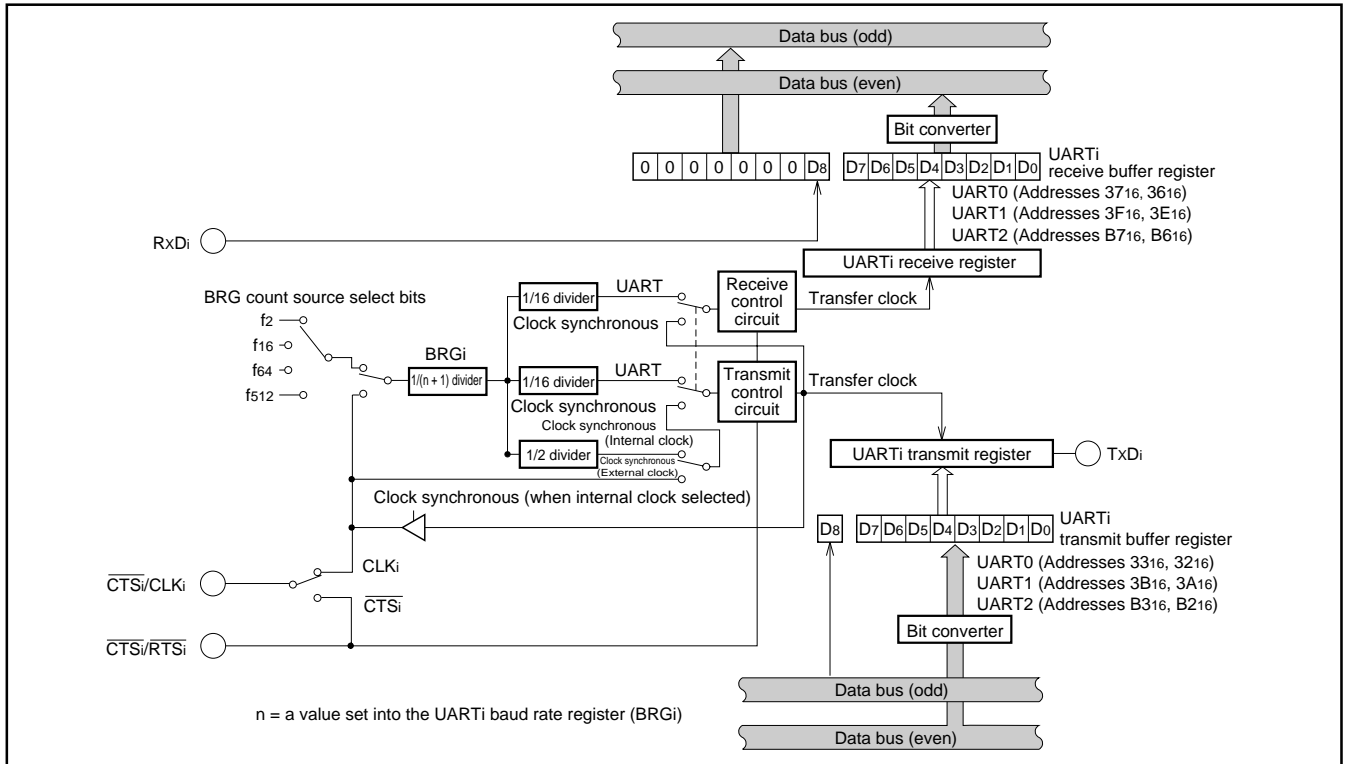 Data bus (odd)
Data bus (even)
Bit converter
0 0 0 0 0 0 0 D8
D7 D6 D5 D4 D3 D2 D1 D0
UARTi
receive buffer register
UART0 (Addresses 3716, 3616)
UART1 (Addresses 3F16, 3E16)
UART2 (Addresses B716, B616)
RxDi
UARTi receive register
BRG count source select bits
f2
f16
f64
f512
BRGi
1/(n + 1) divider
1/16 divider
UART
Clock synchronous
Receive
control
circuit
Transfer clock
1/16 divider
UART
Clock synchronous
Transmit
control
circuit
Transfer clock
Clock synchronous
(Internal clock)
1/2 divider
Clock synchronous
(External clock)
UARTi transmit register
TxDi
Clock synchronous (when internal clock selected)
D8
D7 D6 D5 D4 D3 D2 D1 D0
UARTi
transmit buffer register
UART0 (Addresses 3316, 3216)
UART1 (Addresses 3B16, 3A16)
UART2 (Addresses B316, B216)
CTSi/CLKi
CLKi
CTSi
CTSi/RTSi
Bit converter
Data bus (odd)
Data bus (even)
n = a value set into the UARTi baud rate register (BRGi)